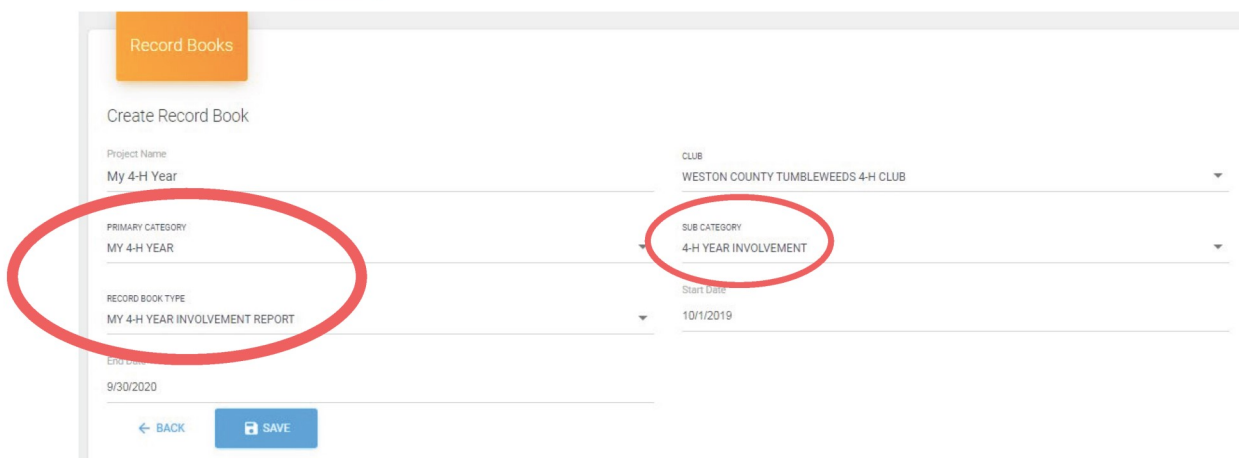 Record Books
Create Record Book
Project Name
My 4-H Year
CLUB
WESTON COUNTY TUMBLEWEEDS 4-H CLUB
PRIMARY CATEGORY
MY 4-H YEAR
SUB CATEGORY
4-H YEAR INVOLVEMENT
RECORD BOOK TYPE
MY 4-H YEAR INVOLVEMENT REPORT
Start Date
10/1/2019
End Date
9/30/2020
← BACK
SAVE